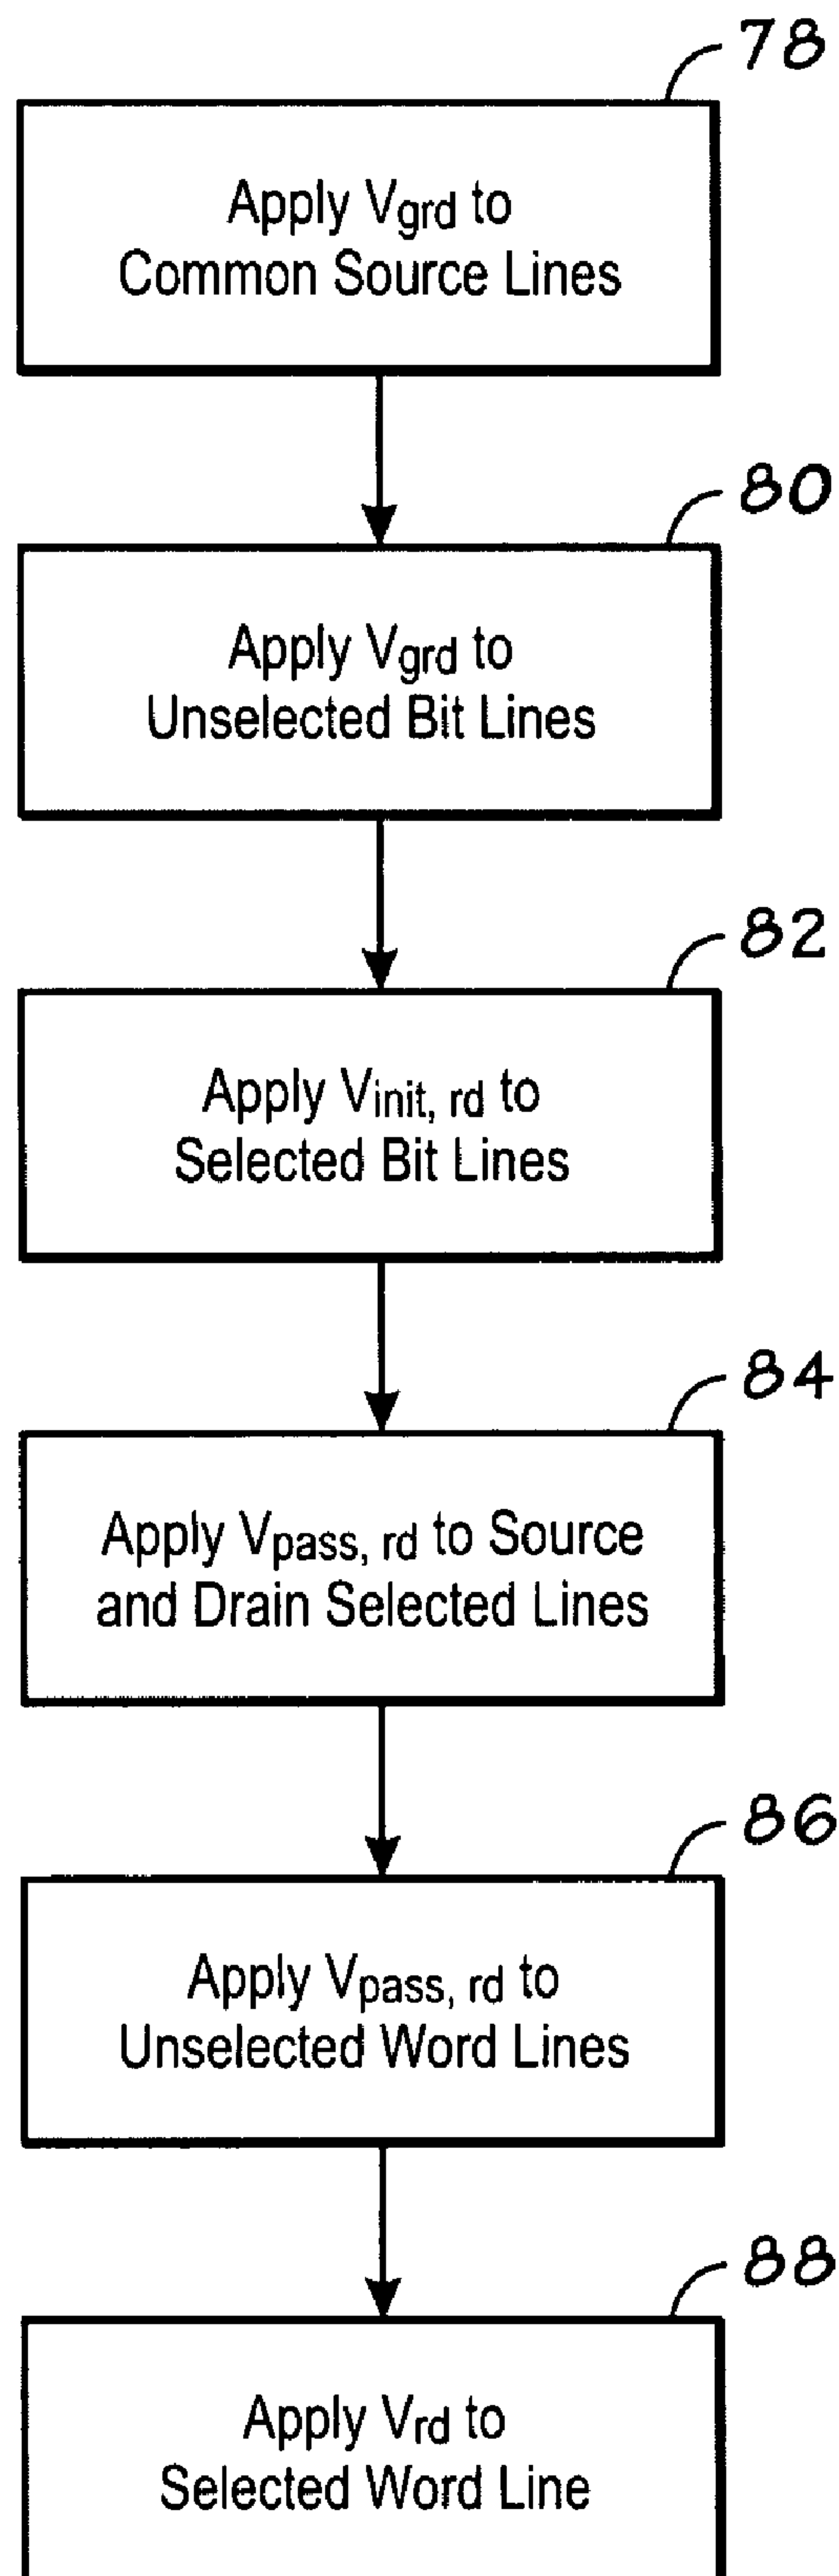 78
Apply Vgrd to
Common Source Lines
80
Apply Vgrd to
Unselected Bit Lines
82
Apply Vinit, rd to
Selected Bit Lines
84
Apply Vpass, rd to Source
and Drain Selected Lines
86
Apply Vpass, rd to
Unselected Word Lines
88
Apply Vrd to
Selected Word Line